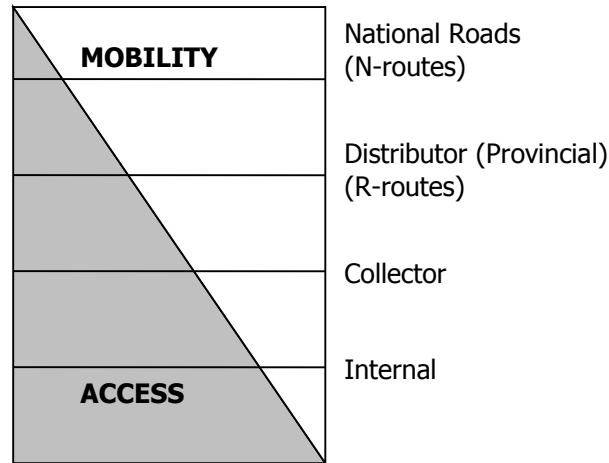 MOBILITY
National Roads
(N-routes)
Distributor (Provincial)
(R-routes)
Collector
Internal
ACCESS